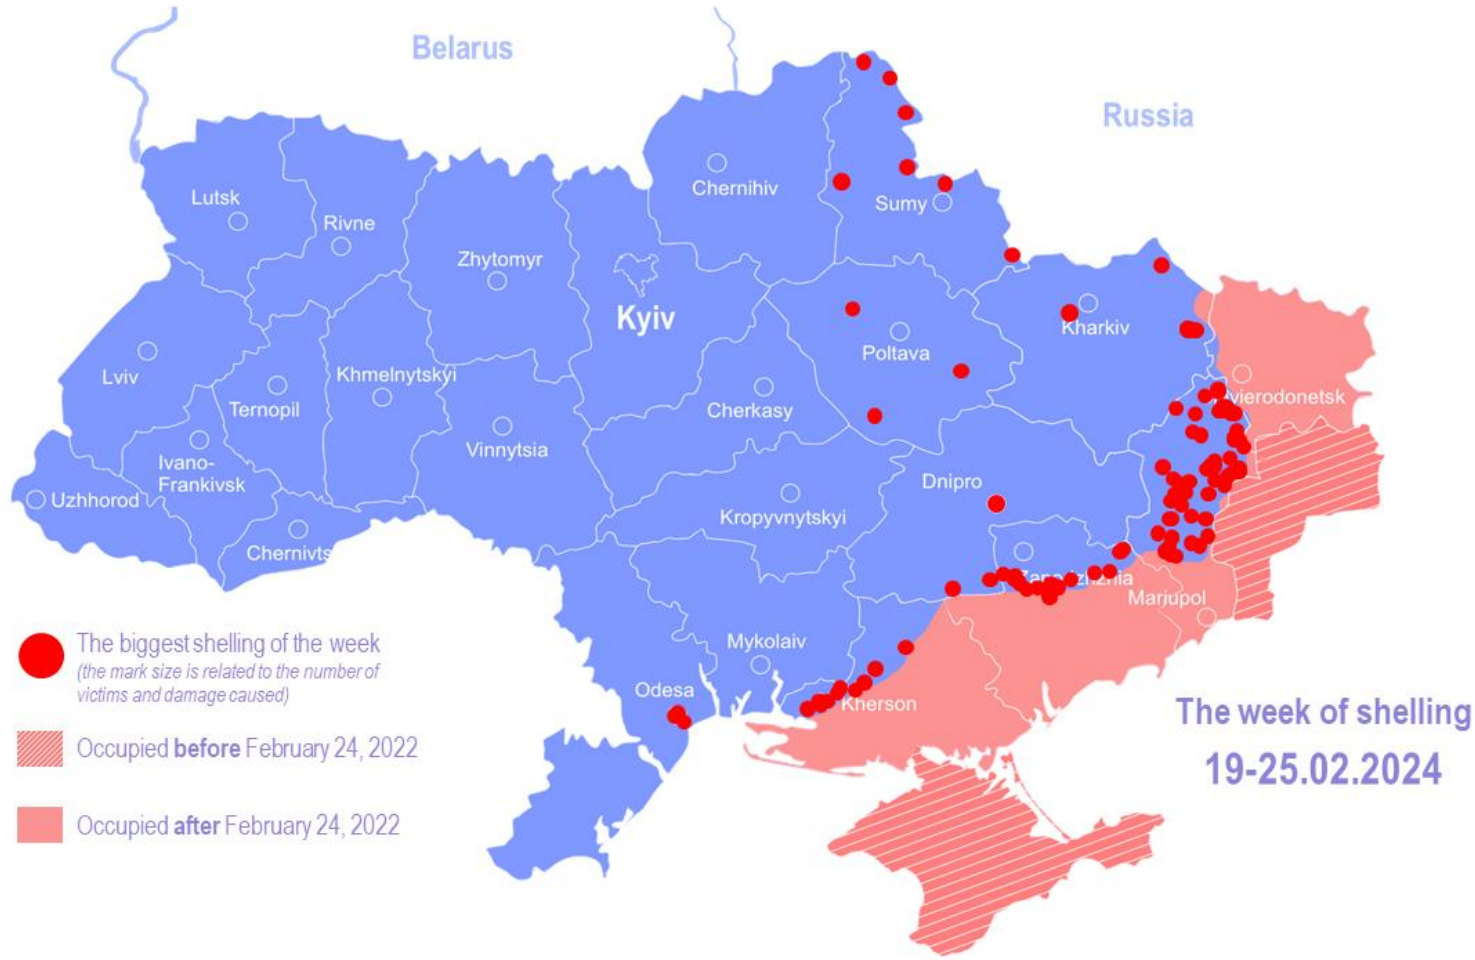 Belarus
Russia
Chernihiv
Lutsk
Sumy
Rivne
Zhytomyr
Kyiv
Kharkiv
Poltava
Lviv
Khmelnytskyi
Ternopil
Cherkasy
vierodonetsk
Vinnytsia
Ivano-
Frankivsk
Dnipro
Uzhhorod
Kropyvnytskyi
Chernivts
Zaporizhzhia
Mariupol
Mykolaiv
Odesa
Kherson
The biggest shelling of the week
(the mark size is related to the number of
victims and damage caused)
Occupied before February 24, 2022
Occupied after February 24, 2022
The week of shelling
19-25.02.2024